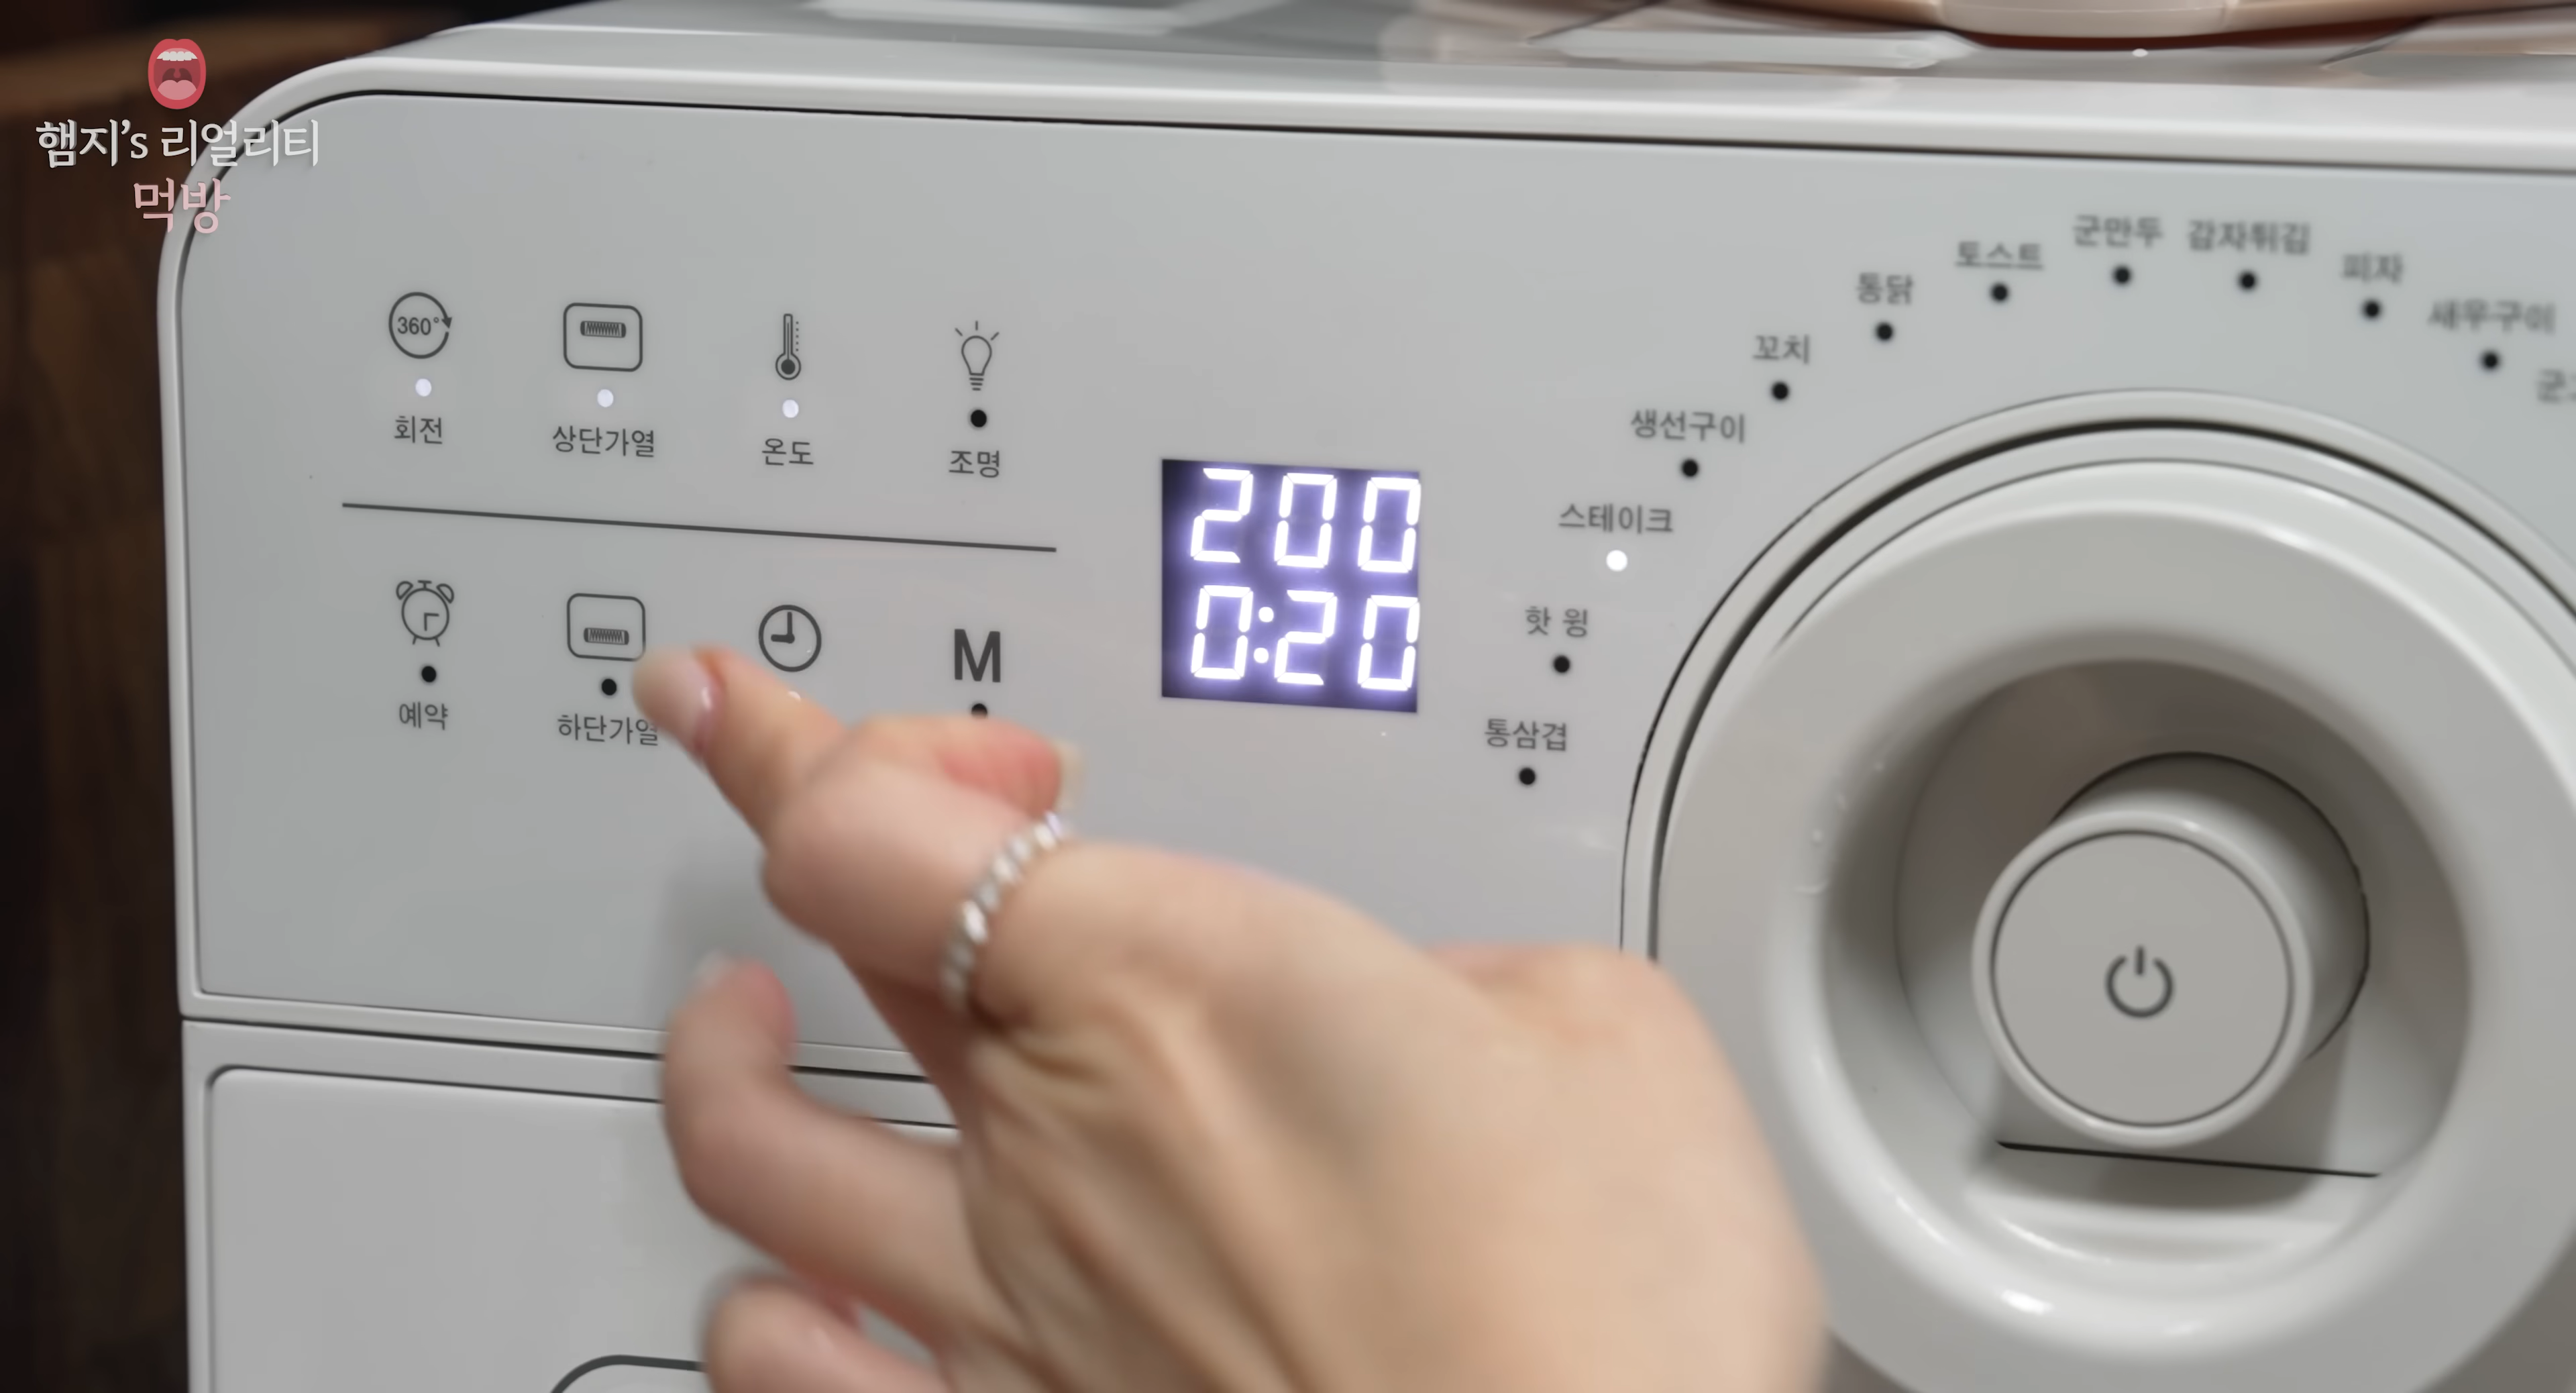 햄지's 리얼리티
먹방
360°
회전
상단가열
온도
조명
예약
하단가열
M
200
0:20
통삼겹
핫 윙
스테이크
생선구이
꼬치
통닭
토스트
군만두
감자튀김
피자
새우구이